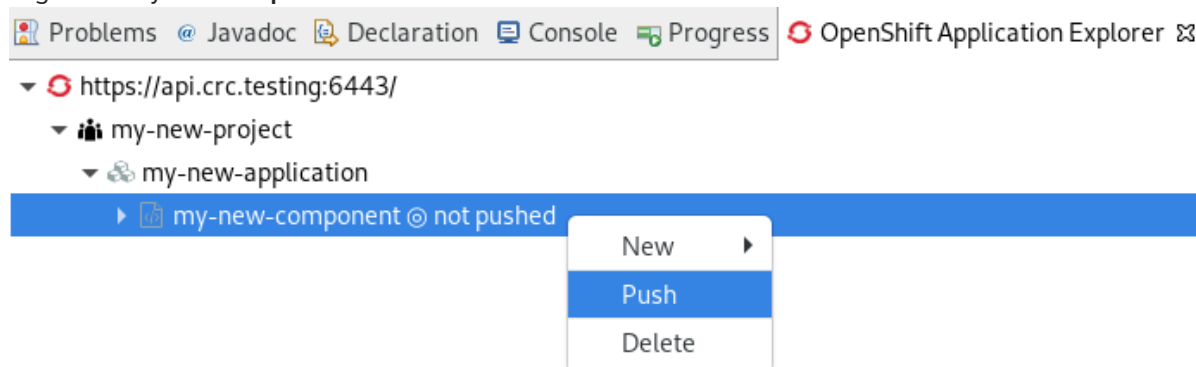 Problems @ Javadoc Declaration Console Progress OpenShift Application Explorer
https://api.crc.testing:6443/
my-new-project
my-new-application
my-new-component ◎ not pushed
New
Push
Delete